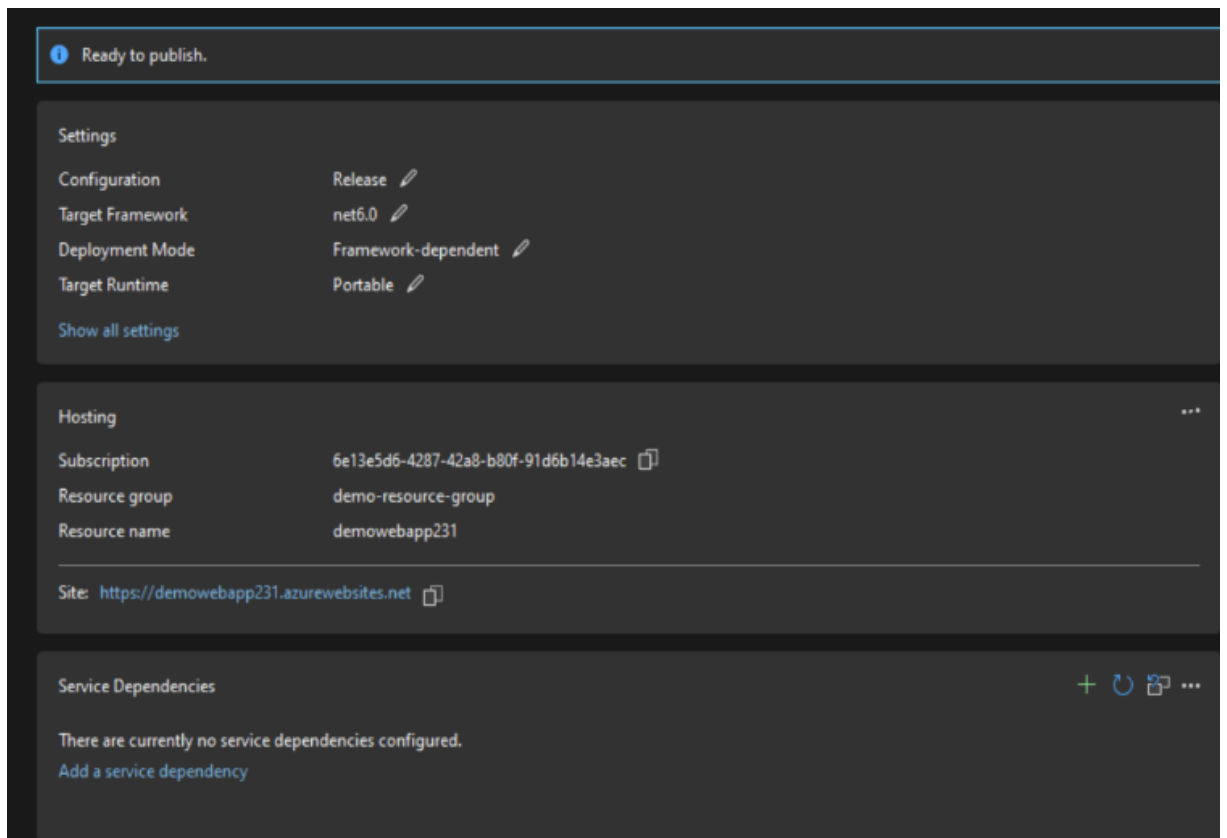 Ready to publish.
Settings
Configuration Release
Target Framework net6.0
Deployment Mode Framework-dependent
Target Runtime Portable
Show all settings
Hosting
Subscription 6e13e5d6-4287-42a8-b80f-91d6b14e3aec
Resource group demo-resource-group
Resource name demowebapp231
Site: https://demowebapp231.azurewebsites.net
Service Dependencies
There are currently no service dependencies configured.
Add a service dependency